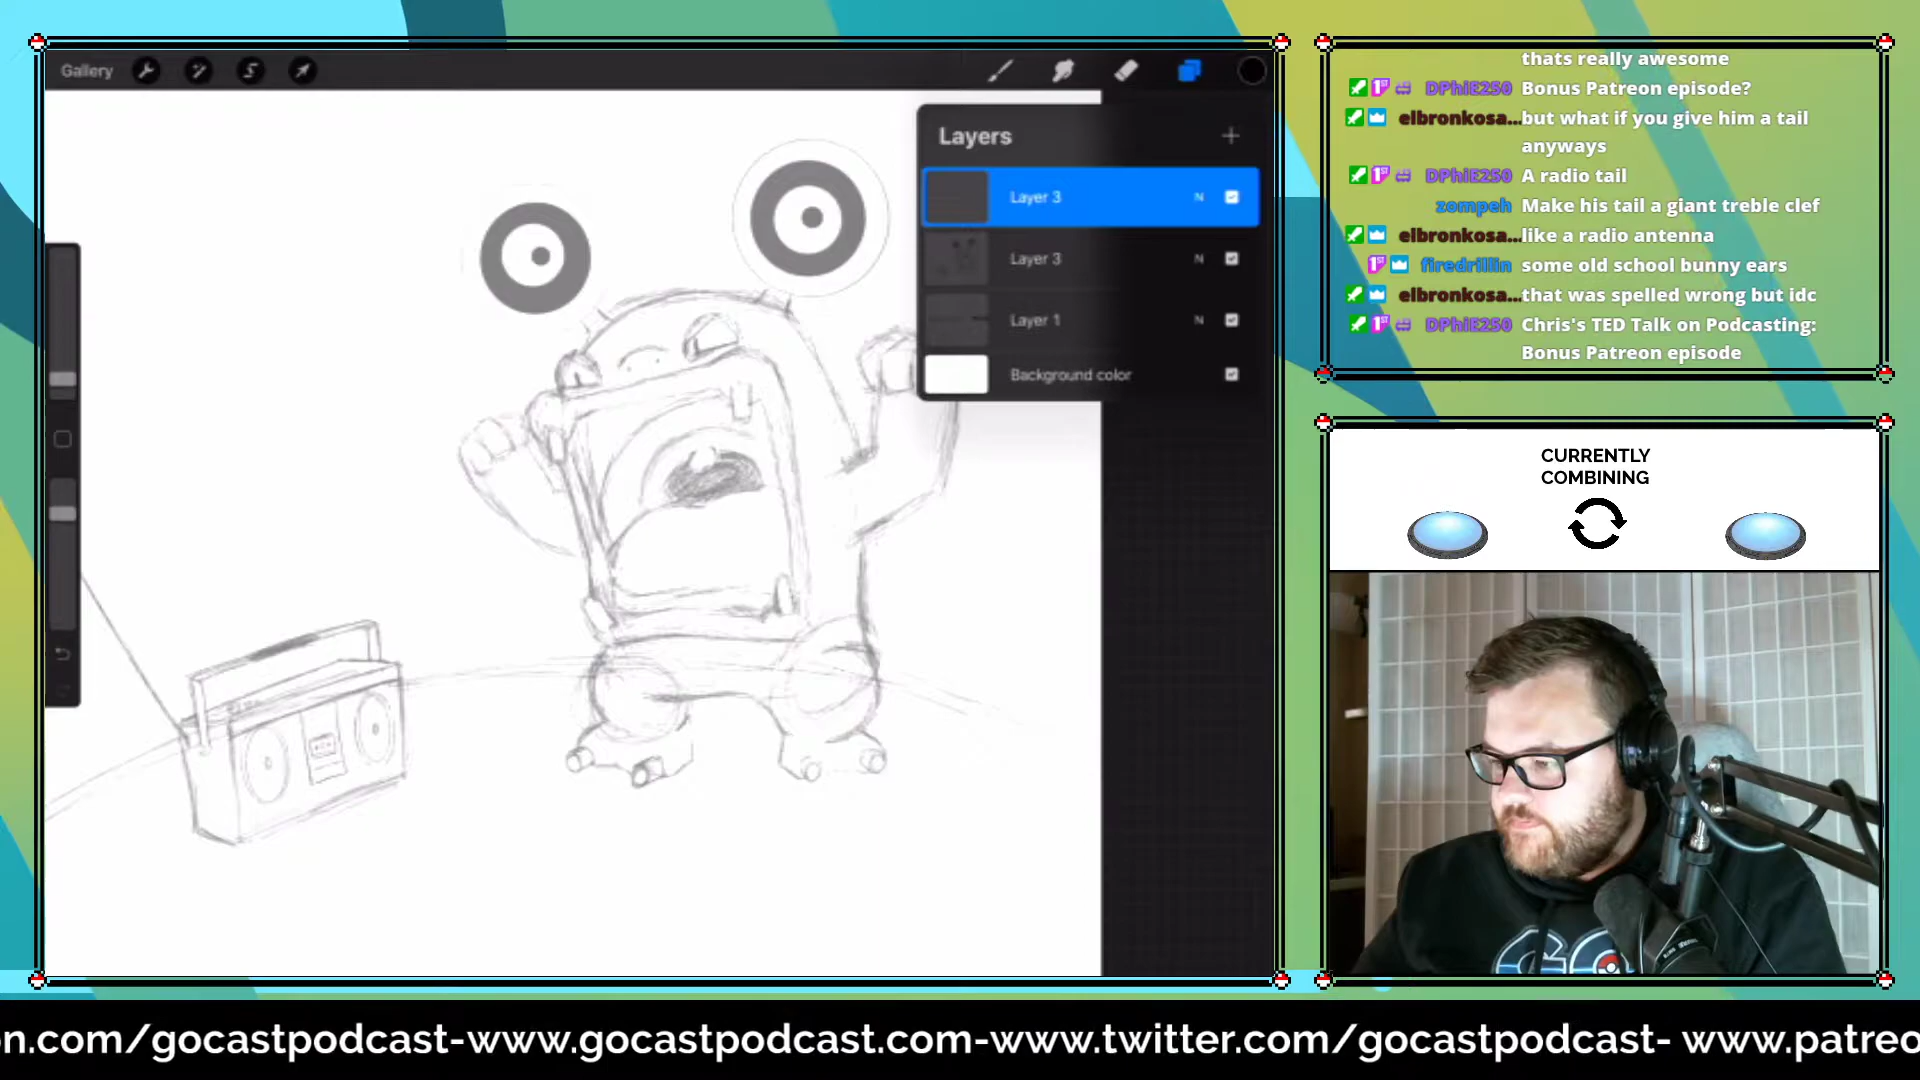 Gallery
Layers
Layer 3 N
Layer 3 N
Layer 1 N
Background color
thats really awesome
DPhiE250 Bonus Patreon episode?
elbronkosa... but what if you give him a tail
anyways
DPhiE250 A radio tail
zompeh Make his tail a giant treble clef
elbronkosa... like a radio antenna
firedrillin some old school bunny ears
elbronkosa... that was spelled wrong but idc
DPhiE250 Chris's TED Talk on Podcasting:
Bonus Patreon episode
CURRENTLY
COMBINING
GO
n.com/gocastpodcast-www.gocastpodcast.com-www.twitter.com/gocastpodcast- www.patreo